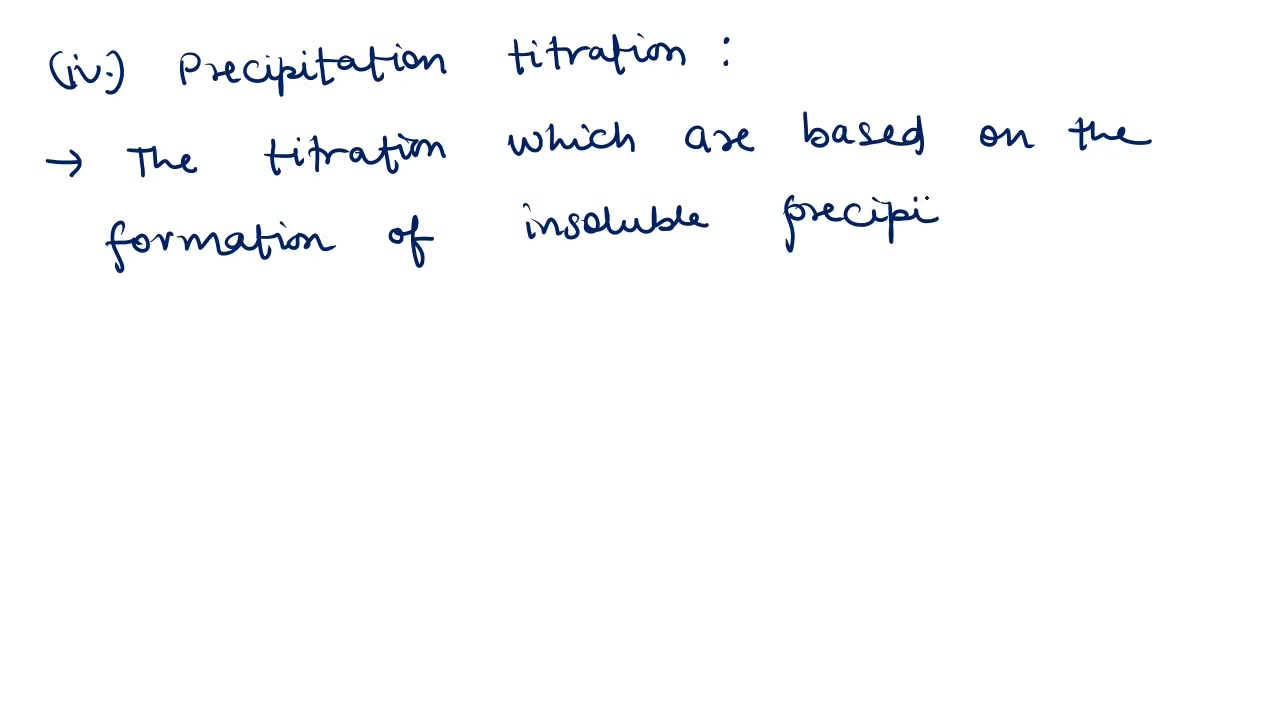 (iv.) Precipitation titration :
→ The titration which are based on the
formation of insoluble precipi